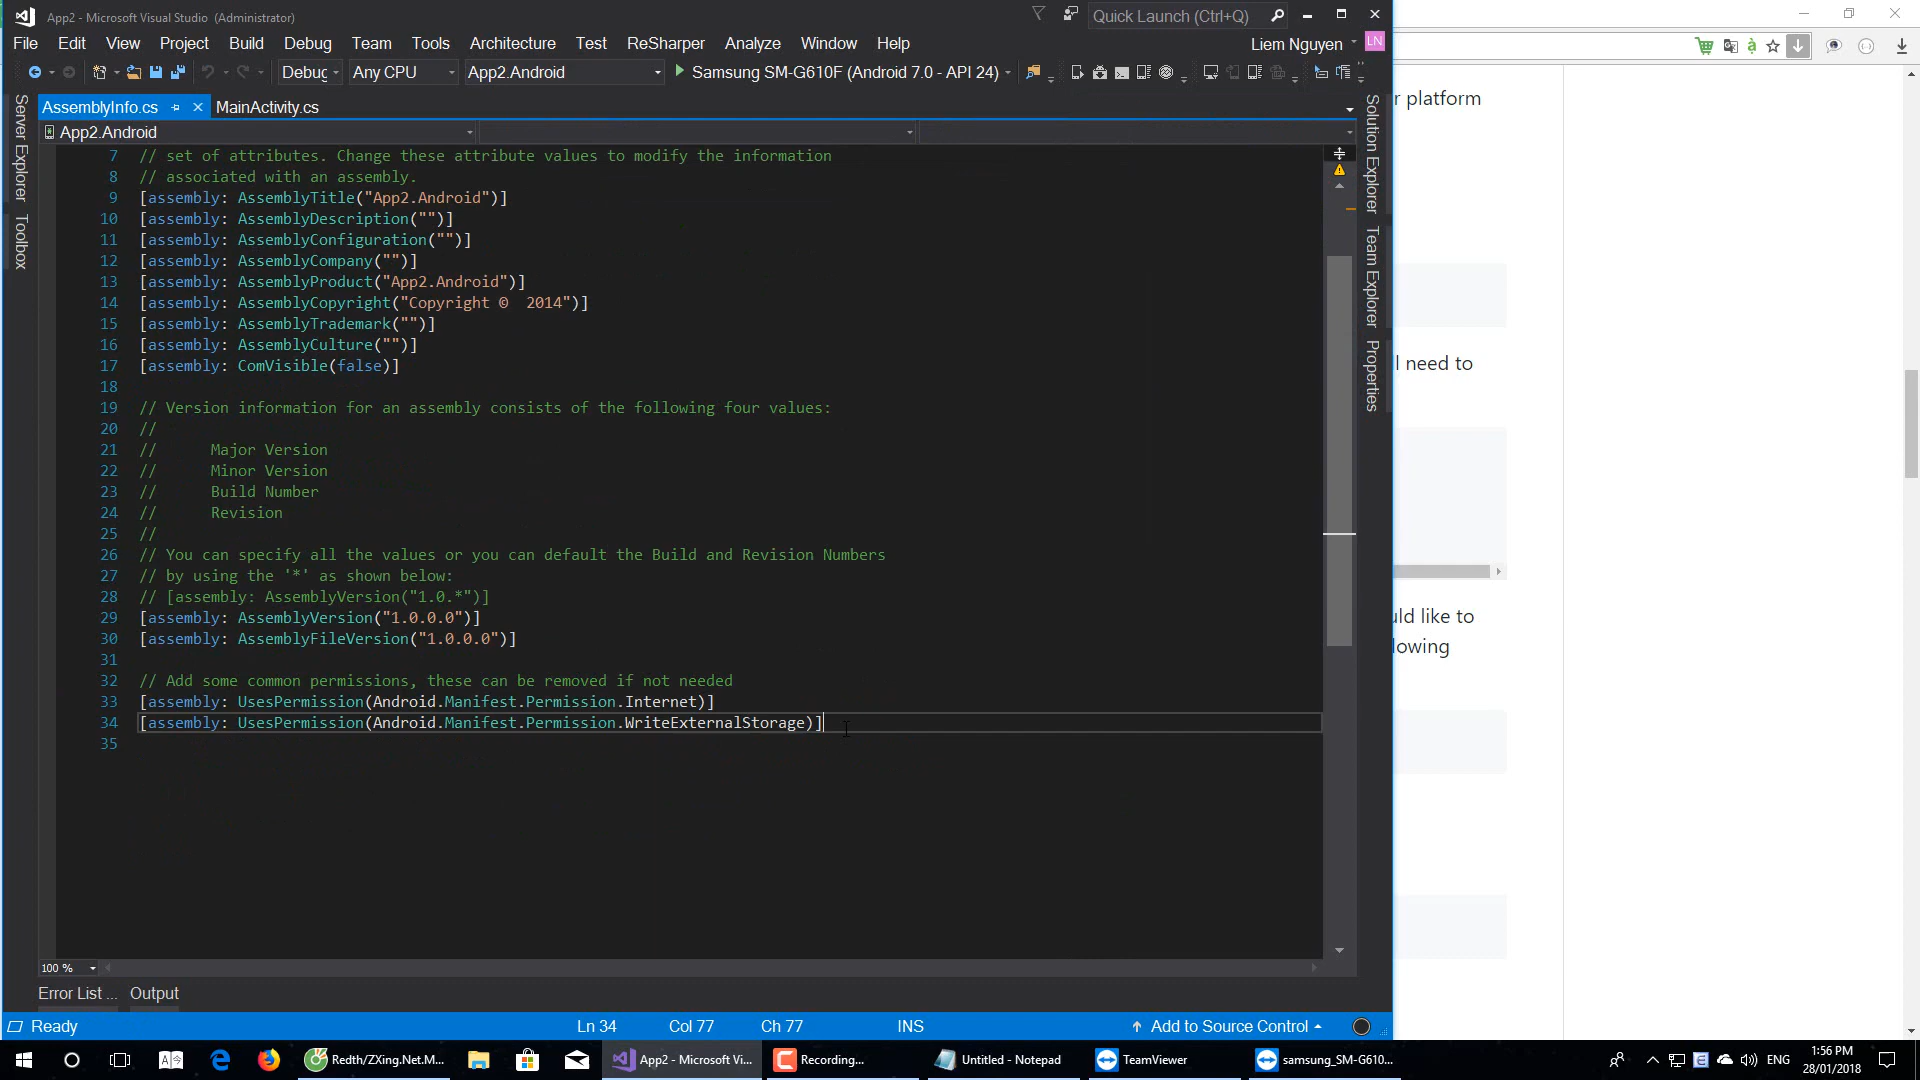 App2 - Microsoft Visual Studio (Administrator)
Quick Launch (Ctrl+Q)
File Edit View Project Build Debug Team Tools Architecture Test ReSharper Analyze Window Help
Liem Nguyen LN
Debug Any CPU App2.Android Samsung SM-G610F (Android 7.0 - API 24)
AssemblyInfo.cs MainActivity.cs
App2.Android
Server Explorer
Toolbox
Solution Explorer
Team Explorer
Properties
7 // set of attributes. Change these attribute values to modify the information
8 // associated with an assembly.
9 [assembly: AssemblyTitle("App2.Android")]
10 [assembly: AssemblyDescription("")]
11 [assembly: AssemblyConfiguration("")]
12 [assembly: AssemblyCompany("")]
13 [assembly: AssemblyProduct("App2.Android")]
14 [assembly: AssemblyCopyright("Copyright ©  2014")]
15 [assembly: AssemblyTrademark("")]
16 [assembly: AssemblyCulture("")]
17 [assembly: ComVisible(false)]
18
19 // Version information for an assembly consists of the following four values:
20 //
21 //      Major Version
22 //      Minor Version
23 //      Build Number
24 //      Revision
25 //
26 // You can specify all the values or you can default the Build and Revision Numbers
27 // by using the '*' as shown below:
28 // [assembly: AssemblyVersion("1.0.*")]
29 [assembly: AssemblyVersion("1.0.0.0")]
30 [assembly: AssemblyFileVersion("1.0.0.0")]
31
32 // Add some common permissions, these can be removed if not needed
33 [assembly: UsesPermission(Android.Manifest.Permission.Internet)]
34 [assembly: UsesPermission(Android.Manifest.Permission.WriteExternalStorage)]
35
100 %
Error List ... Output
Ready Ln 34 Col 77 Ch 77 INS Add to Source Control
r platform
need to
like to
Redth/ZXing.Net.M... App2 - Microsoft Vi... Recording... Untitled - Notepad TeamViewer samsung_SM-G610...
ENG
1:56 PM
28/01/2018